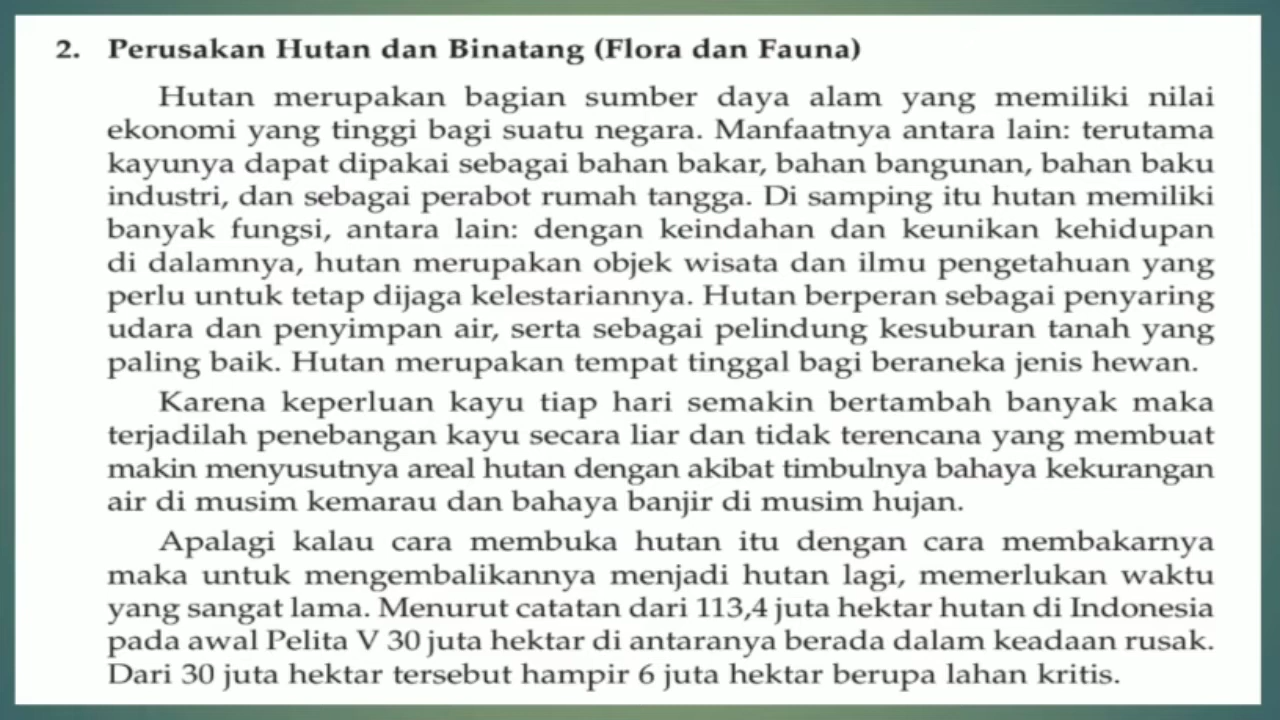 2. Perusakan Hutan dan Binatang (Flora dan Fauna)
Hutan merupakan bagian sumber daya alam yang memiliki nilai
ekonomi yang tinggi bagi suatu negara. Manfaatnya antara lain: terutama
kayunya dapat dipakai sebagai bahan bakar, bahan bangunan, bahan baku
industri, dan sebagai perabot rumah tangga. Di samping itu hutan memiliki
banyak fungsi, antara lain: dengan keindahan dan keunikan kehidupan
di dalamnya, hutan merupakan objek wisata dan ilmu pengetahuan yang
perlu untuk tetap dijaga kelestariannya. Hutan berperan sebagai penyaring
udara dan penyimpan air, serta sebagai pelindung kesuburan tanah yang
paling baik. Hutan merupakan tempat tinggal bagi beraneka jenis hewan.
Karena keperluan kayu tiap hari semakin bertambah banyak maka
terjadilah penebangan kayu secara liar dan tidak terencana yang membuat
makin menyusutnya areal hutan dengan akibat timbulnya bahaya kekurangan
air di musim kemarau dan bahaya banjir di musim hujan.
Apalagi kalau cara membuka hutan itu dengan cara membakarnya
maka untuk mengembalikannya menjadi hutan lagi, memerlukan waktu
yang sangat lama. Menurut catatan dari 113,4 juta hektar hutan di Indonesia
pada awal Pelita V 30 juta hektar di antaranya berada dalam keadaan rusak.
Dari 30 juta hektar tersebut hampir 6 juta hektar berupa lahan kritis.